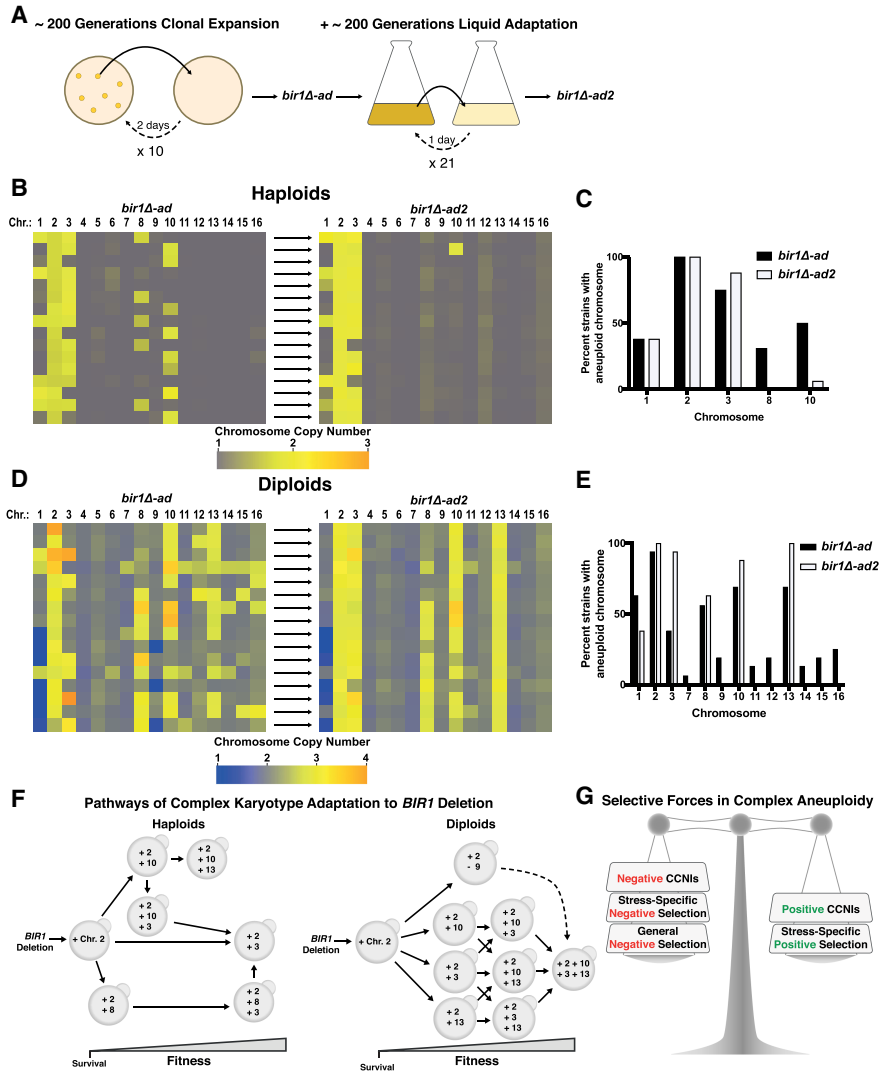 A
~ 200 Generations Clonal Expansion
+ ~ 200 Generations Liquid Adaptation
2 days
x 10
bir1Δ-ad
1 day
x 21
bir1Δ-ad2
B
Haploids
bir1Δ-ad
bir1Δ-ad2
Chr.: 1 2 3 4 5 6 7 8 9 10 11 12 13 14 15 16
1 2 3 4 5 6 7 8 9 10 11 12 13 14 15 16
Chromosome Copy Number
1 2 3
C
Percent strains with
aneuploid chromosome
100
50
0
1 2 3 8 10
Chromosome
bir1Δ-ad
bir1Δ-ad2
D
Diploids
bir1Δ-ad
bir1Δ-ad2
Chr.: 1 2 3 4 5 6 7 8 9 10 11 12 13 14 15 16
1 2 3 4 5 6 7 8 9 10 11 12 13 14 15 16
Chromosome Copy Number
1 2 3 4
E
Percent strains with
aneuploid chromosome
100
50
0
1 2 3 7 8 9 10 11 12 13 14 15 16
Chromosome
bir1Δ-ad
bir1Δ-ad2
F
Pathways of Complex Karyotype Adaptation to BIR1 Deletion
Haploids
BIR1
Deletion
+ Chr. 2
+ 2
+ 10
+ 2
+ 10
+ 13
+ 2
+ 10
+ 3
+ 2
+ 3
+ 2
+ 8
+ 2
+ 8
+ 3
Survival
Fitness
Diploids
BIR1
Deletion
+ Chr. 2
+ 2
- 9
+ 2
+ 10
+ 2
+ 10
+ 3
+ 2
+ 3
+ 2
+ 10
+ 13
+ 2 + 10
+ 3 + 13
+ 2
+ 13
+ 2
+ 3
+ 13
Survival
Fitness
G
Selective Forces in Complex Aneuploidy
Negative CCNIs
Stress-Specific
Negative Selection
General
Negative Selection
Positive CCNIs
Stress-Specific
Positive Selection